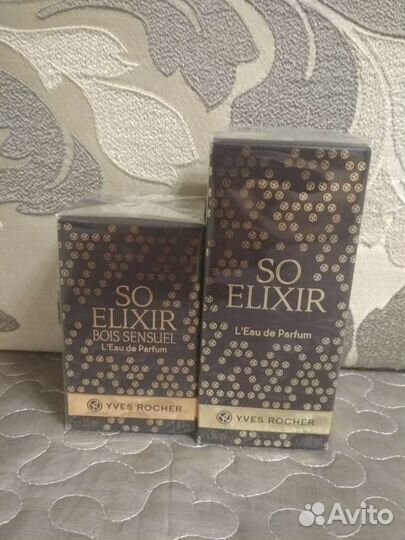 SO
ELIXIR
BOIS SENSUEL
L'Eau de Parfum
YVES ROCHER
SO
ELIXIR
L'Eau de Parfum
YVES ROCHER
Avito